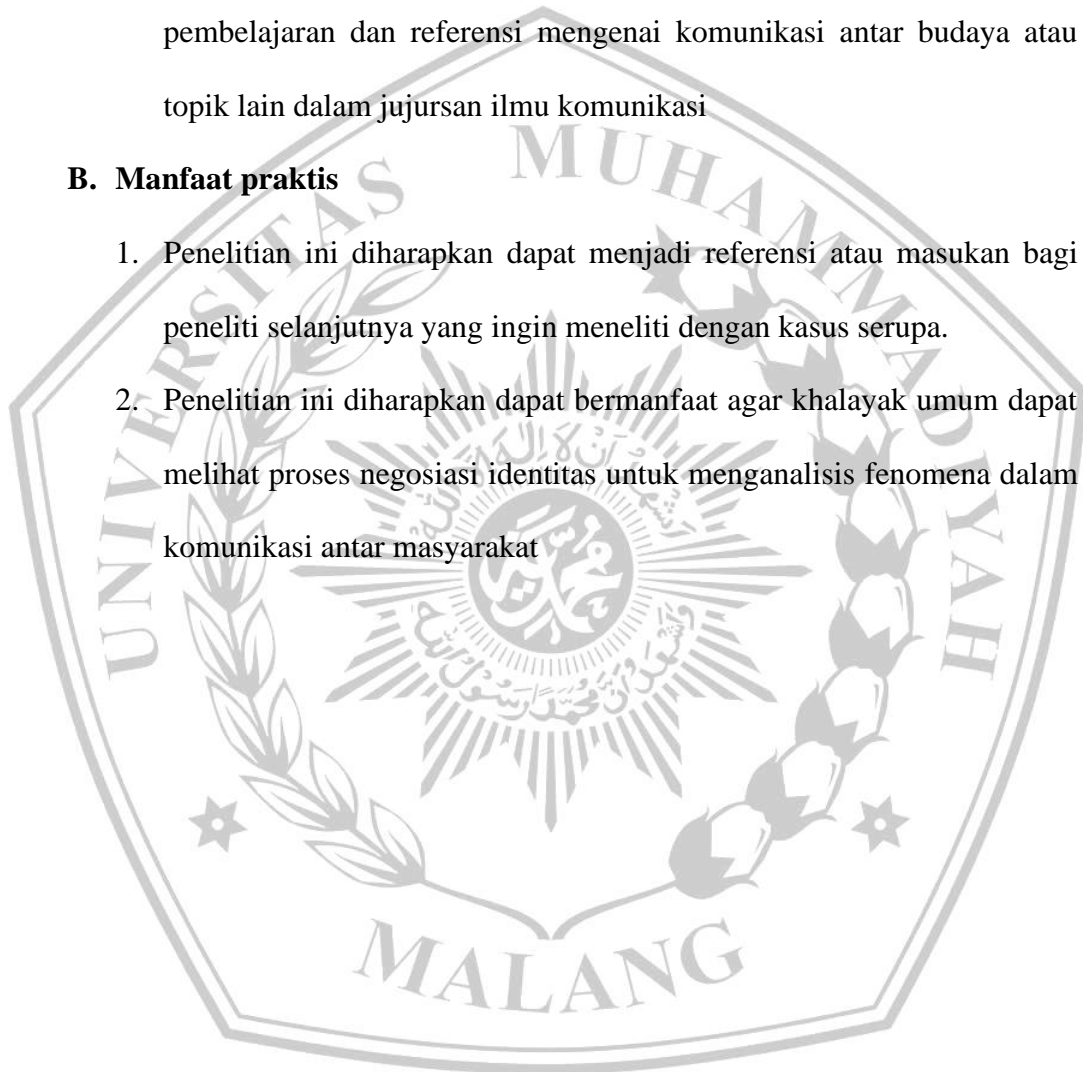 pembelajaran dan referensi mengenai komunikasi antar budaya atau
topik lain dalam jujursan ilmu komunikasi
B. Manfaat praktis
1. Penelitian ini diharapkan dapat menjadi referensi atau masukan bagi
peneliti selanjutnya yang ingin meneliti dengan kasus serupa.
2. Penelitian ini diharapkan dapat bermanfaat agar khalayak umum dapat
melihat proses negosiasi identitas untuk menganalisis fenomena dalam
komunikasi antar masyarakat
UNIVERSITAS MUHAMMADIYAH
MALANG